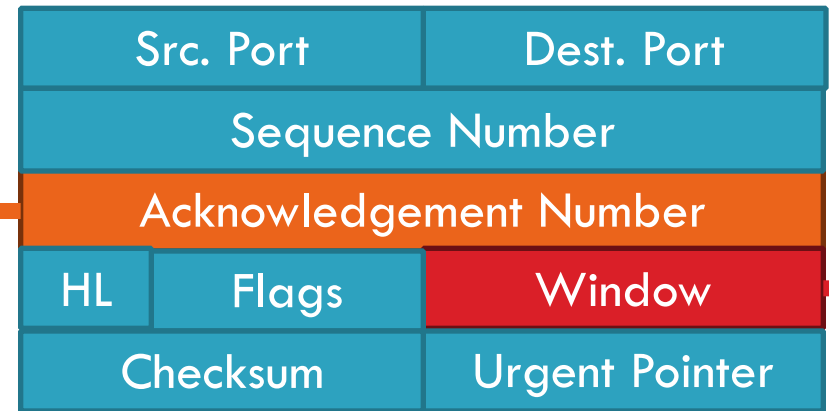 Src. Port Dest. Port
Sequence Number
Acknowledgement Number
HL Flags Window
Checksum Urgent Pointer